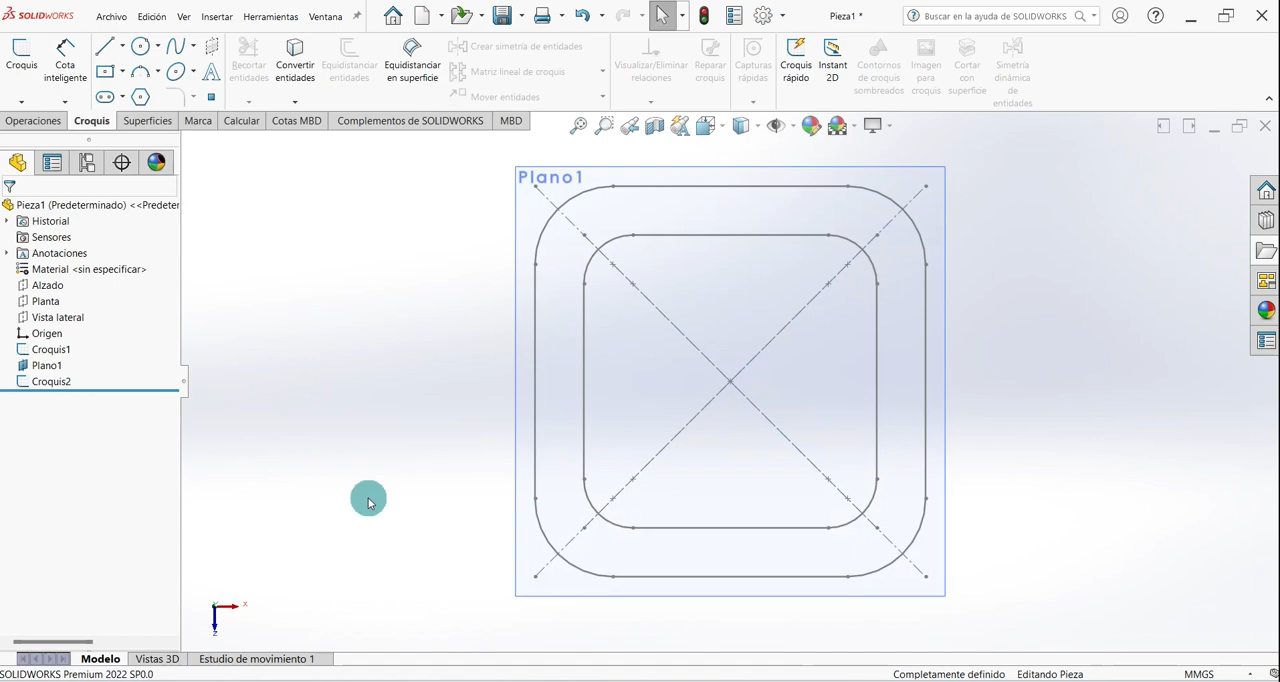 SOLIDWORKS
Archivo Edición Ver Insertar Herramientas Ventana
Pieza1 *
Buscar en la ayuda de SOLIDWORKS
Croquis
Cota inteligente
Recortar entidades
Convertir entidades
Equidistanciar entidades
Equidistanciar en superficie
Crear simetría de entidades
Matriz lineal de croquis
Mover entidades
Visualizar/Eliminar relaciones
Reparar croquis
Capturas rápidas
Croquis rápido
Instant 2D
Contornos de croquis sombreados
Imagen para croquis
Cortar con superficie
Simetría dinámica de entidades
Operaciones Croquis Superficies Marca Calcular Cotas MBD Complementos de SOLIDWORKS MBD
Pieza1 (Predeterminado) <<Predeter
Historial
Sensores
Anotaciones
Material <sin especificar>
Alzado
Planta
Vista lateral
Origen
Croquis1
Plano1
Croquis2
Plano1
X
Z
Modelo Vistas 3D Estudio de movimiento 1
SOLIDWORKS Premium 2022 SP0.0
Completamente definido Editando Pieza MMGS